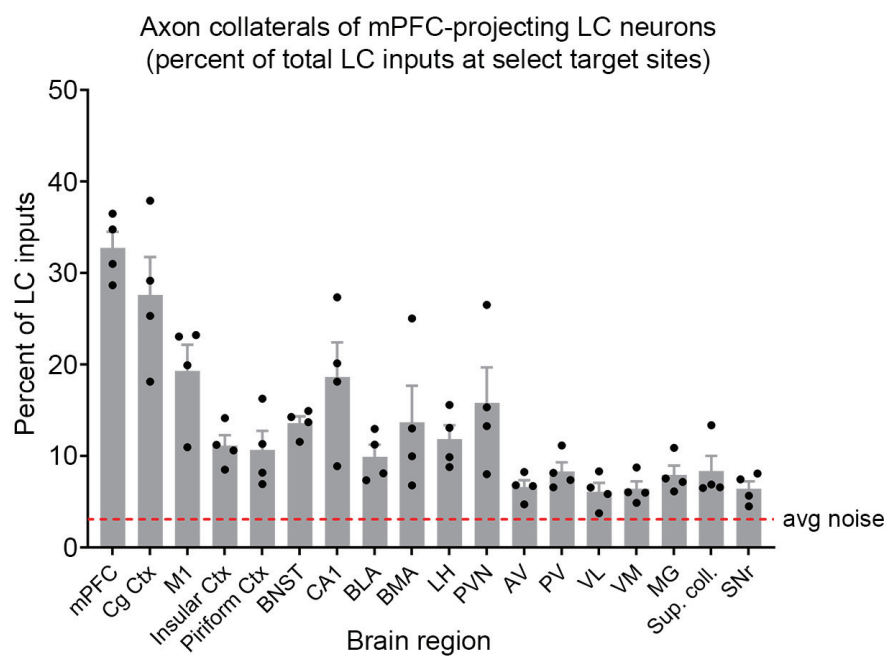 Axon collaterals of mPFC-projecting LC neurons
(percent of total LC inputs at select target sites)
Percent of LC inputs
50
40
30
20
10
0
avg noise
mPFC
Cg Ctx
M1
Insular Ctx
Piriform Ctx
BNST
CA1
BLA
BMA
LH
PVN
AV
PV
VL
VM
MG
Sup. coll.
SNr
Brain region